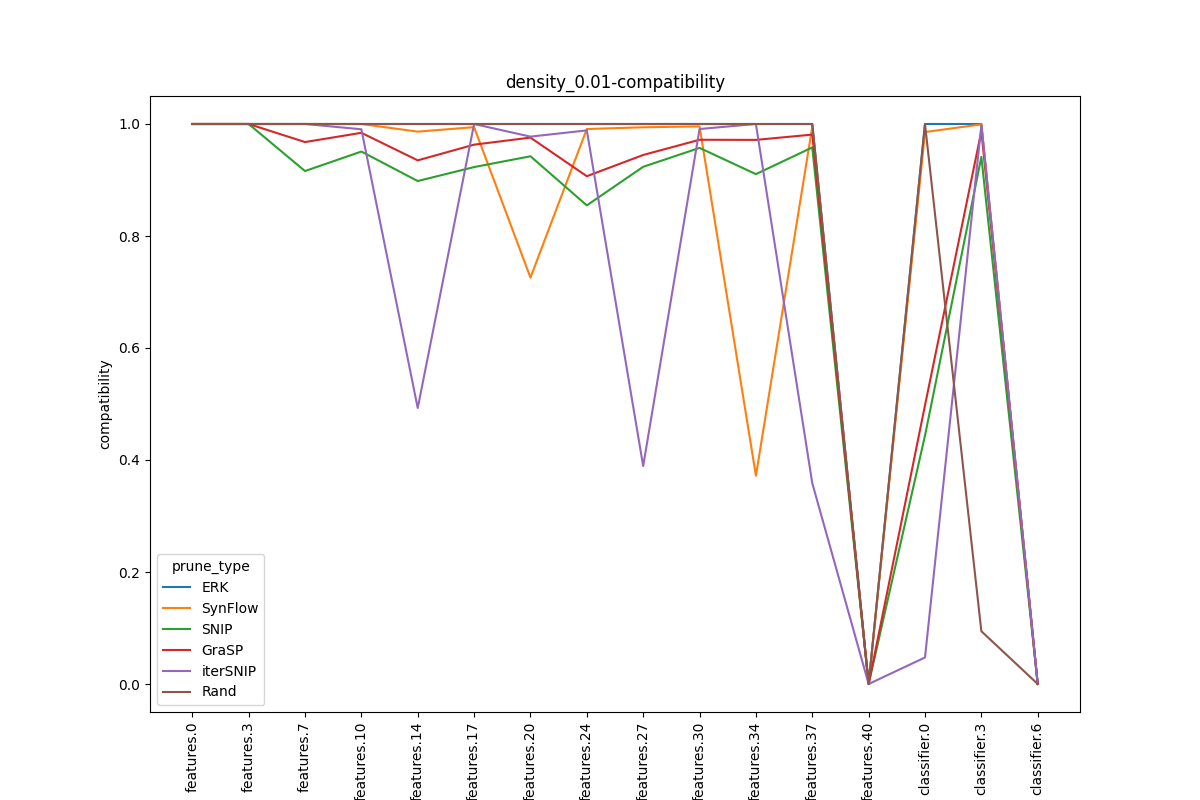 density_0.01-compatibility
compatibility
1.0
0.8
0.6
0.4
0.2
0.0
prune_type
ERK
SynFlow
SNIP
GraSP
iterSNIP
Rand
features.0
features.3
features.7
features.10
features.14
features.17
features.20
features.24
features.27
features.30
features.34
features.37
features.40
classifier.0
classifier.3
classifier.6